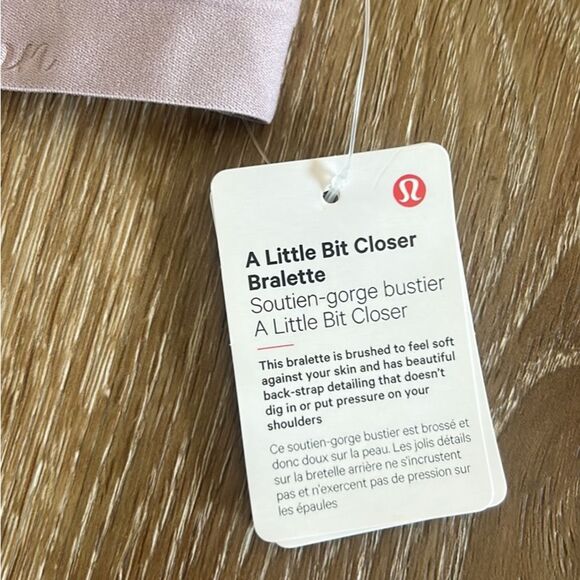 A Little Bit Closer
Bralette
Soutien-gorge bustier
A Little Bit Closer
This bralette is brushed to feel soft
against your skin and has beautiful
back-strap detailing that doesn't
dig in or put pressure on your
shoulders
Ce soutien-gorge bustier est brossé et
donc doux sur la peau. Les jolis détails
sur la bretelle arrière ne s'incrustent
pas et n'exercent pas de pression sur
les épaules